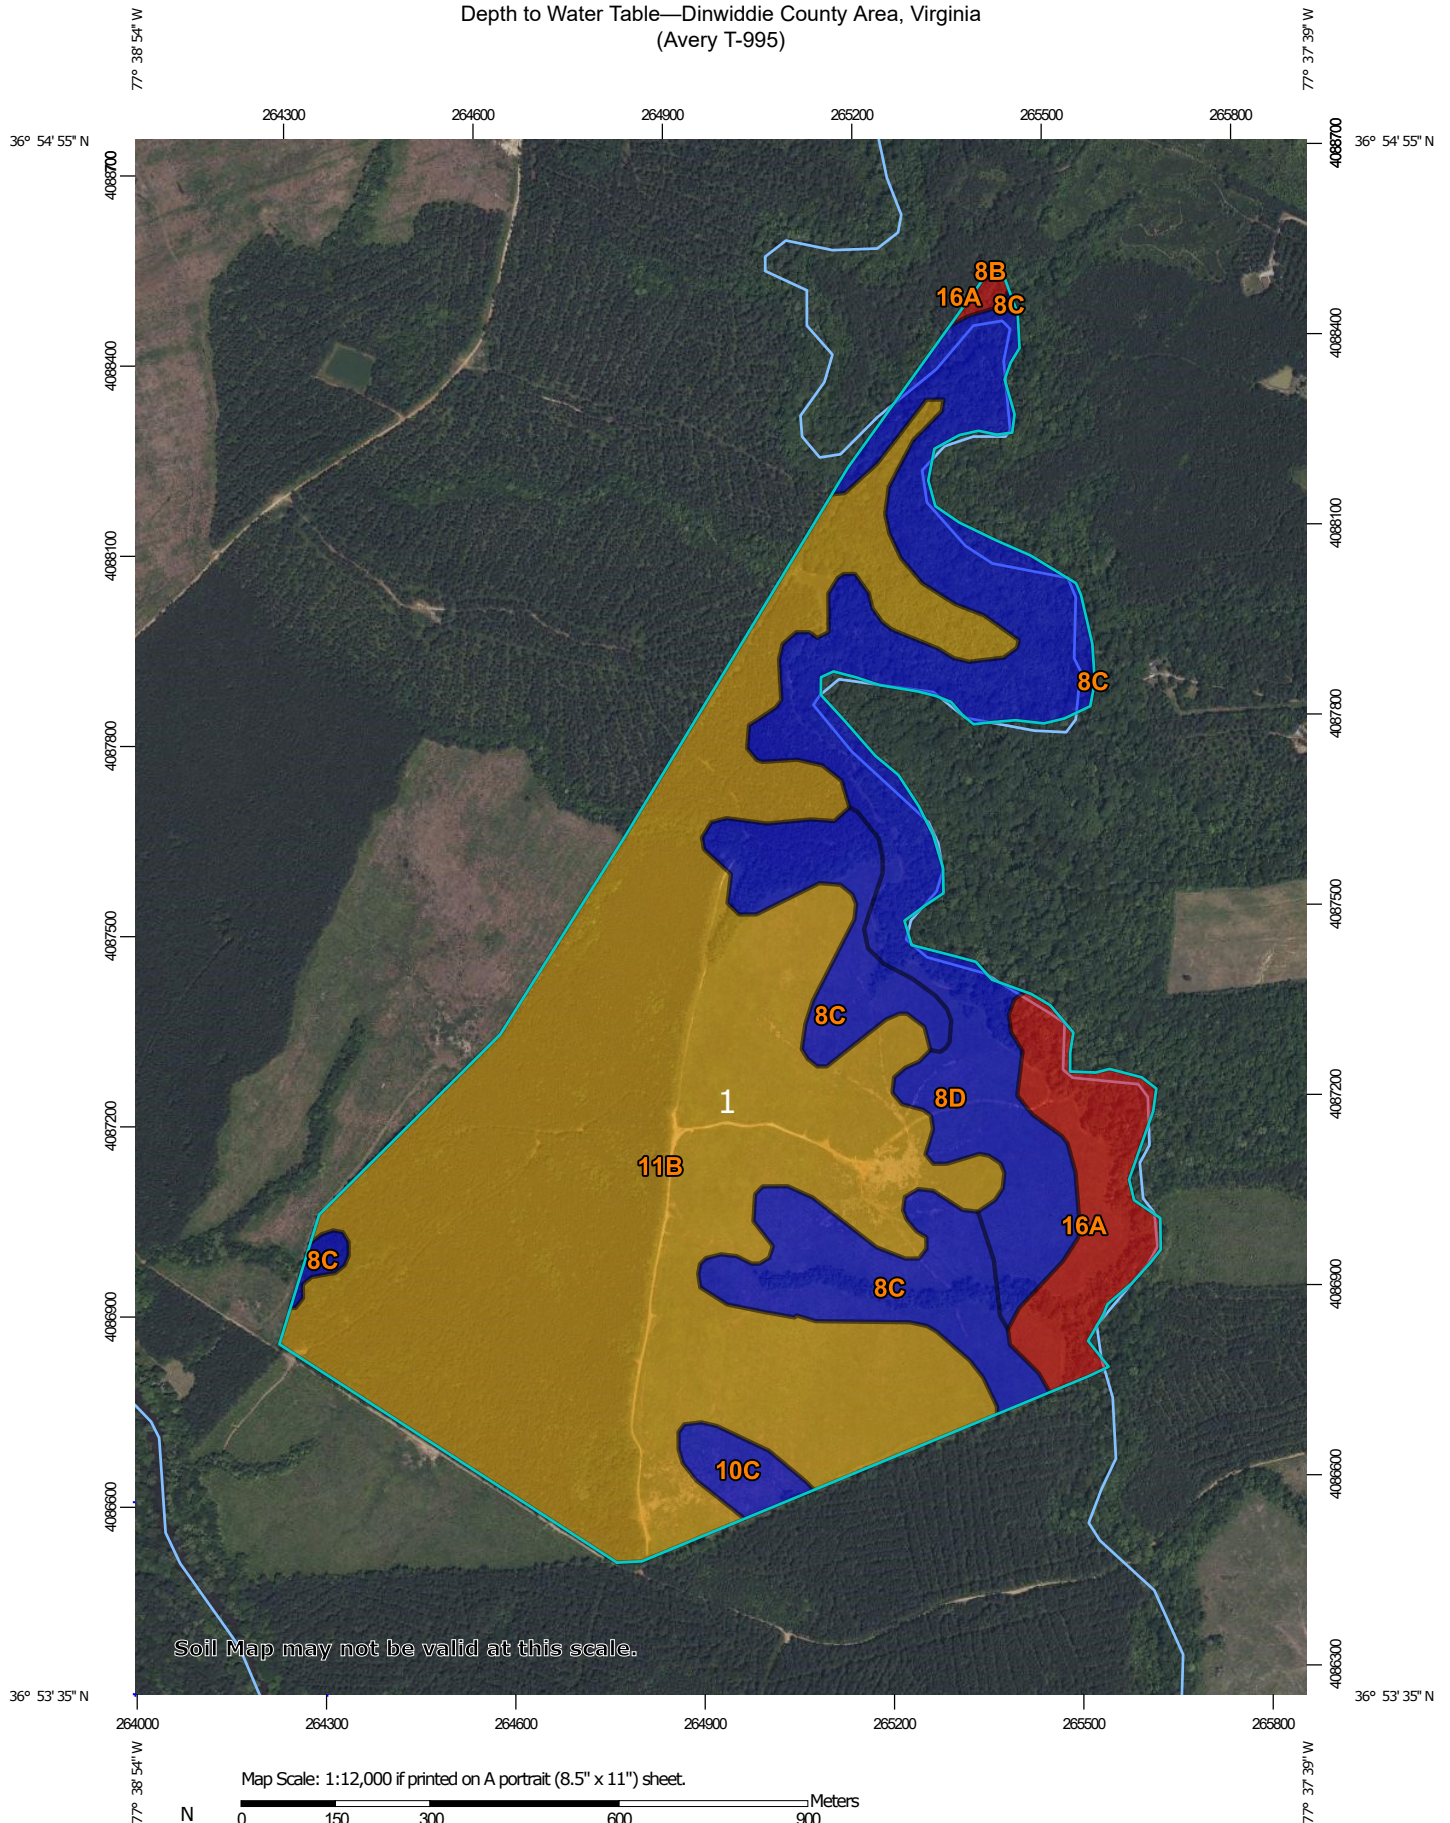 Depth to Water Table—Dinwiddie County Area, Virginia
(Avery T-995)
77° 38' 54'' W
77° 37' 39'' W
264300 264600 264900 265200 265500 265800
36° 54' 55'' N
36° 54' 55'' N
4088700
4088400
4088100
4087800
4087500
4087200
4086900
4086600
4088700
4088400
4088100
4087800
4087500
4087200
4086900
4086600
4086300
8B
16A
8C
8C
8C
1
8D
11B
16A
8C
8C
10C
Soil Map may not be valid at this scale.
36° 53' 35'' N
36° 53' 35'' N
264000 264300 264600 264900 265200 265500 265800
77° 38' 54'' W
77° 37' 39'' W
Map Scale: 1:12,000 if printed on A portrait (8.5" x 11") sheet.
Meters
N
0 150 300 600 900